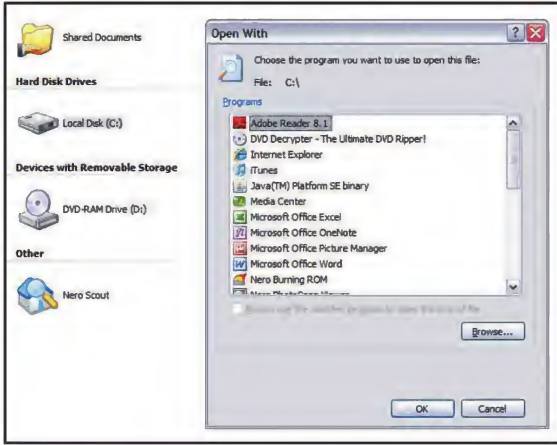 Shared Documents
Hard Disk Drives
Local Disk (C:)
Devices with Removable Storage
DVD-RAM Drive (D:)
Other
Nero Scout
Open With
Choose the program you want to use to open this file:
File: C:\
Programs
Adobe Reader 8.1
DVD Decrypter - The Ultimate DVD Ripper!
Internet Explorer
iTunes
Java(TM) Platform SE binary
Media Center
Microsoft Office Excel
Microsoft Office OneNote
Microsoft Office Picture Manager
Microsoft Office Word
Nero Burning ROM
Browse...
OK
Cancel